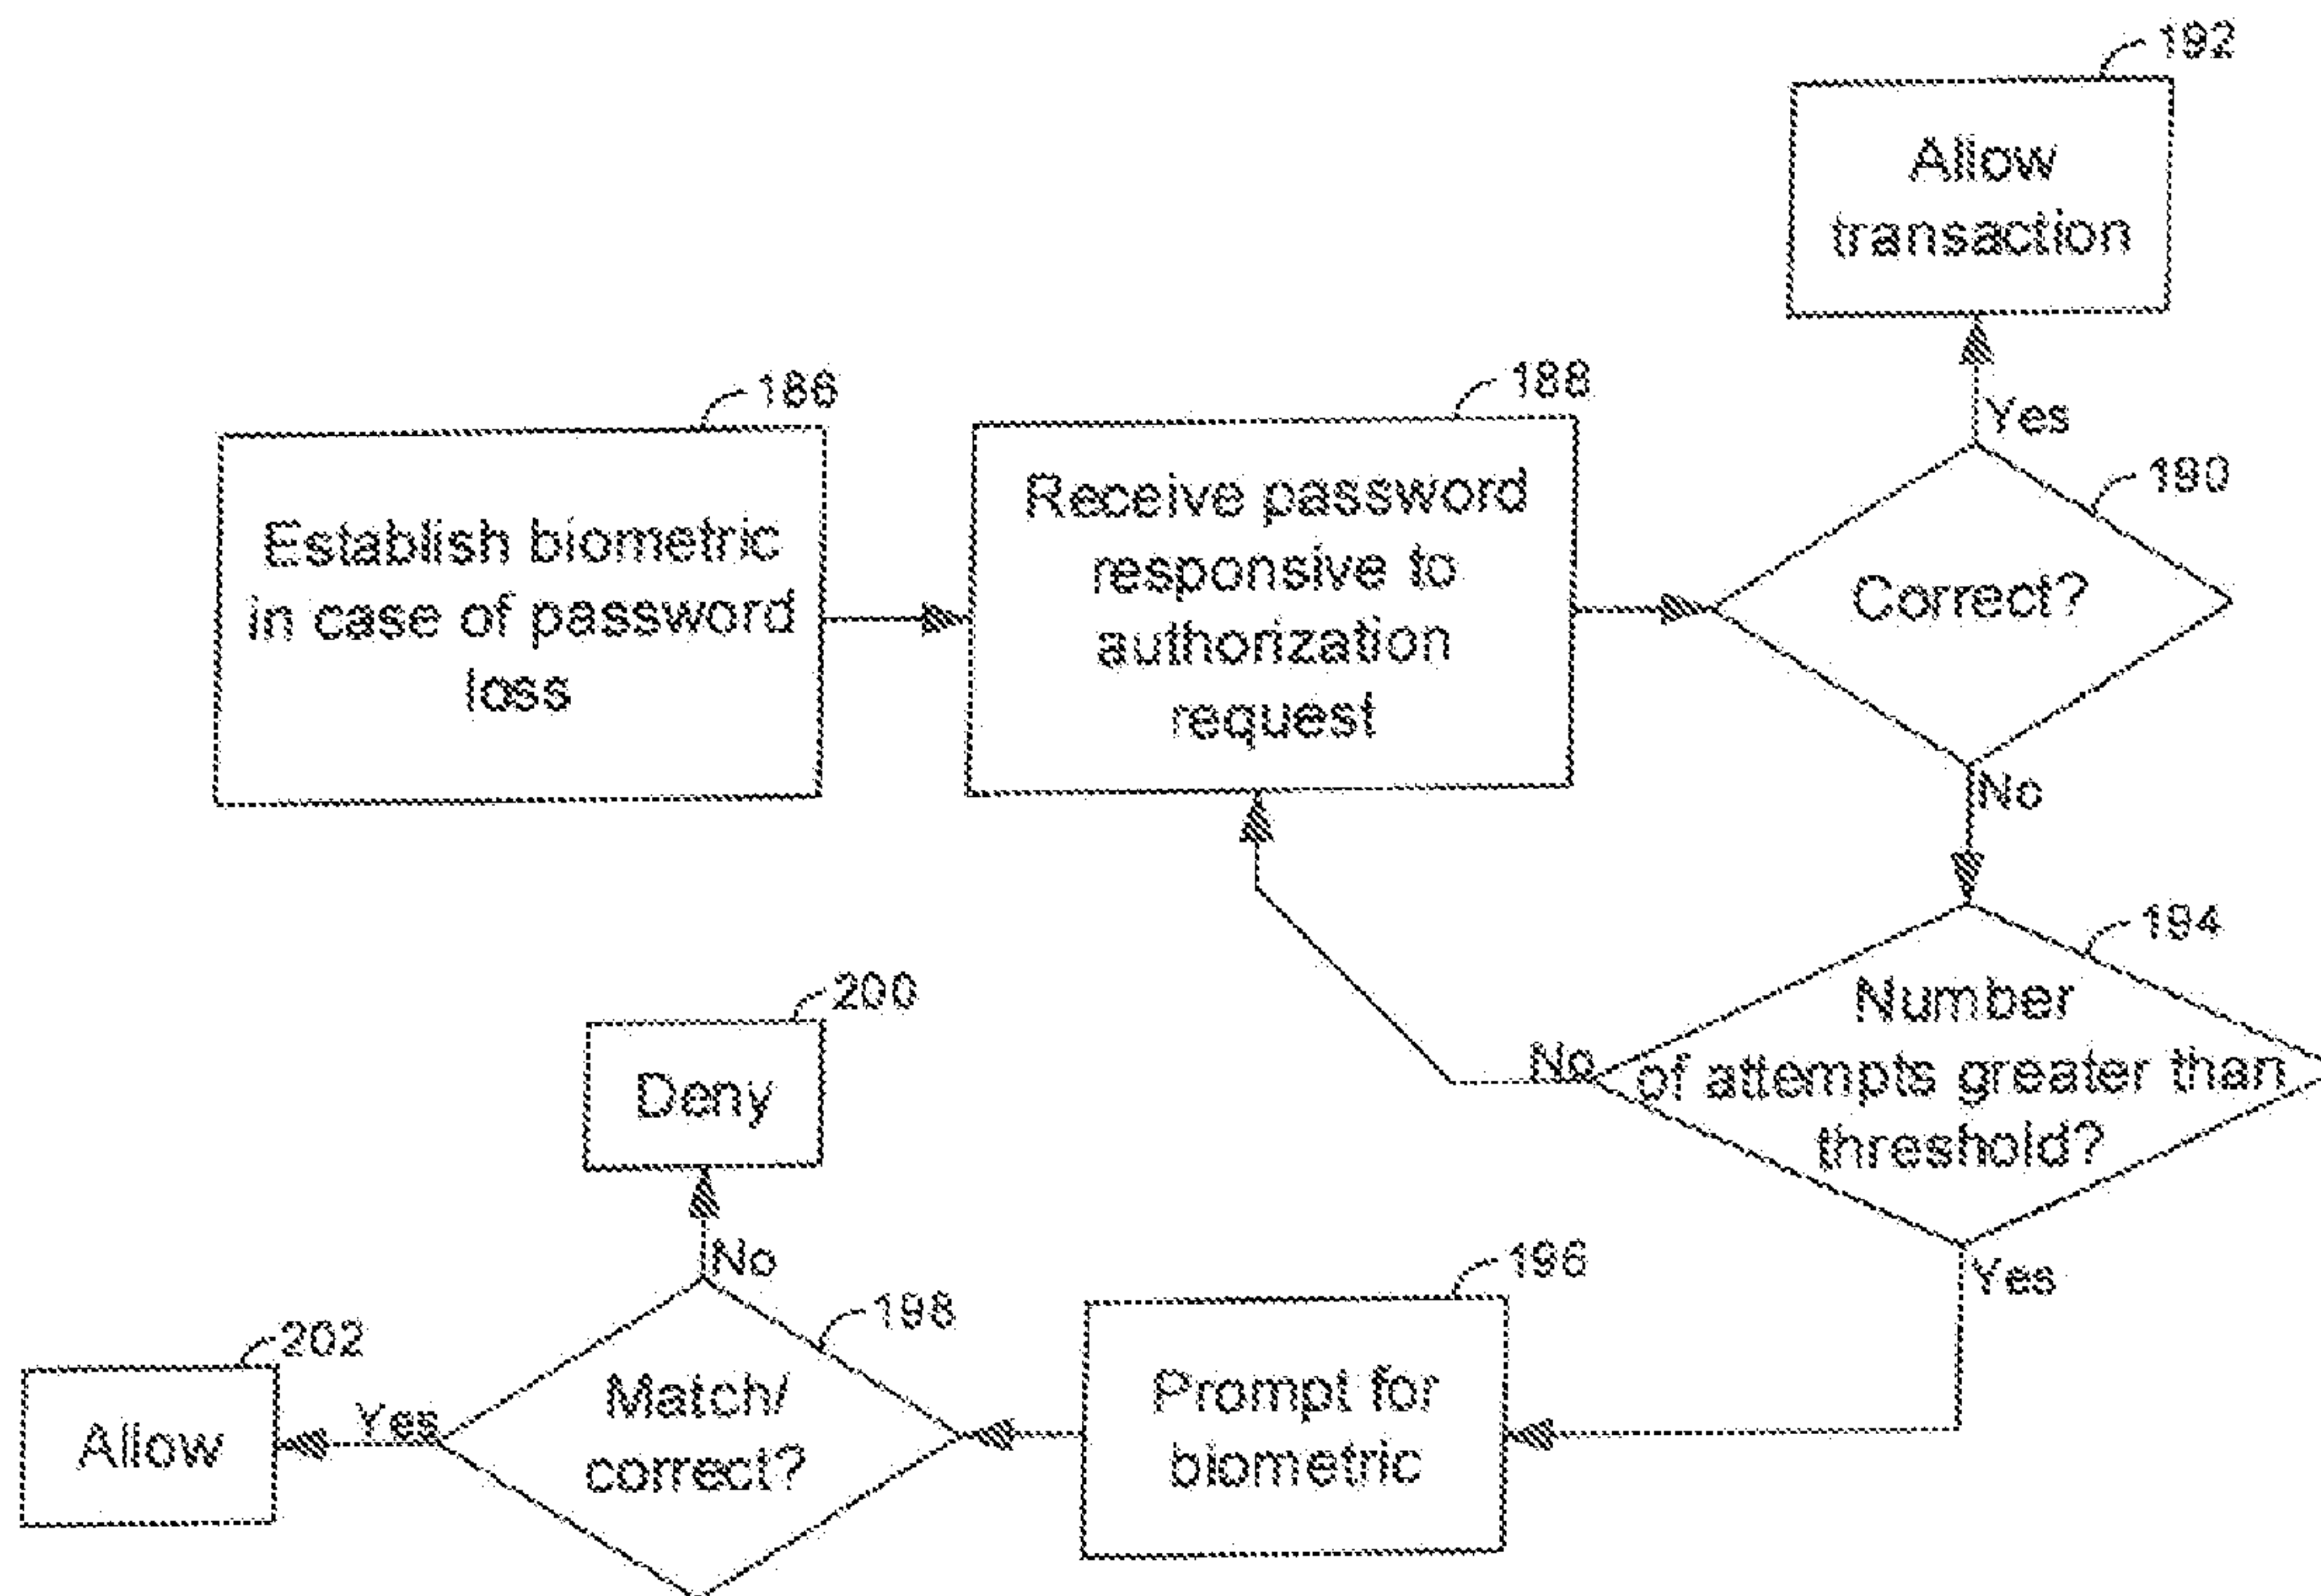 192
Allow
transaction
Yes
186
Establish biometric
in case of password
loss
188
Receive password
responsive to
authorization
request
190
Correct?
No
194
Number
of attempts greater than
threshold?
No
Yes
196
Prompt for
biometric
198
Match/
correct?
No
200
Deny
Yes
202
Allow